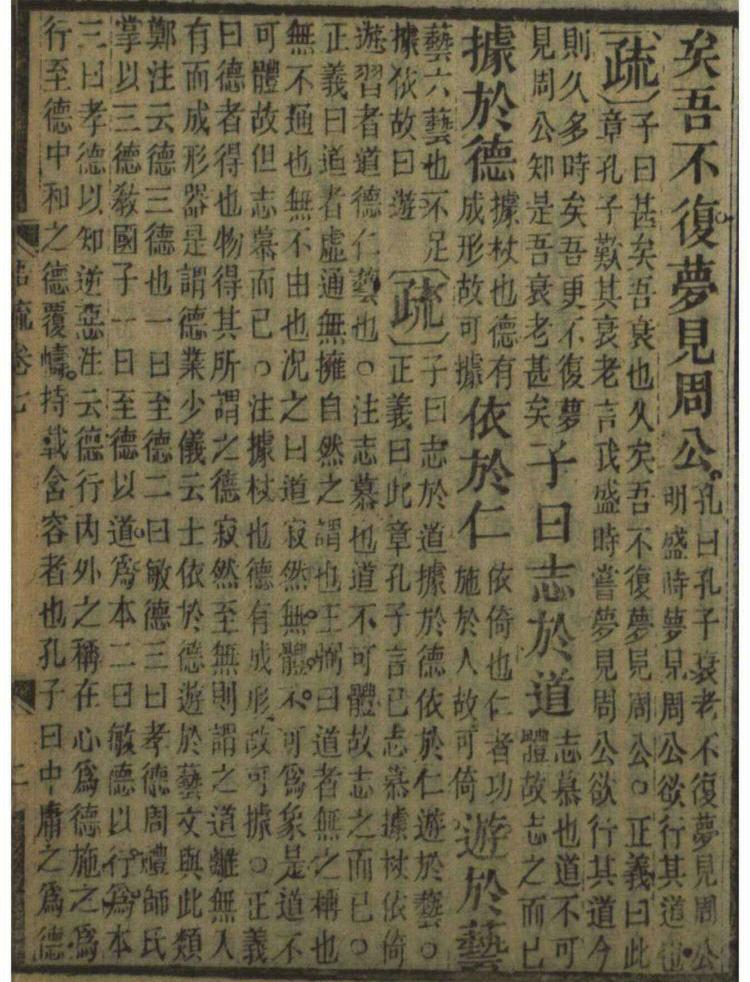 矣吾不復夢見周公孔曰孔子衰老不復夢見周公
明盛時夢見周公欲行其道也
疏子曰甚矣吾衰也久矣吾不復夢見周公○正義曰此
章孔子歎其衰老言我盛時嘗夢見周公欲行其道今
則久多時矣吾更不復夢
見周公知是吾衰老甚矣
子曰志於道志慕也道不可
體故志之而已
據於德據杖也德有
成形故可據
依於仁依倚也仁者功
施於人故可倚
遊於藝
藝六藝也不足
據依故曰遊
疏子曰志於道據於德依於仁遊於藝○
正義曰此章孔子言已志慕據杖依倚
遊習者道德仁藝也○注志慕也道不可體故志之而已○
正義曰道者虛通無擁自然之謂也王弼曰道者無之稱也
無不通也無不由也况之曰道寂然無體不可爲象是道不
可體故但志慕而已○注據杖也德有成形故可據○正義
曰德者得也物得其所謂之德寂然至無則謂之道離無入
有而成形器是謂德業少儀云士依於德遊於藝文與此類
鄭注云德三德也一曰至德二曰敏德三曰孝德周禮師氏
掌以三德敎國子一曰至德以道爲本二曰敏德以行爲本
三曰孝德以知逆惡注云德行內外之稱在心爲德施之爲
行至德中和之德覆幬持載含容者也孔子曰中庸之爲德
疏卷七
二